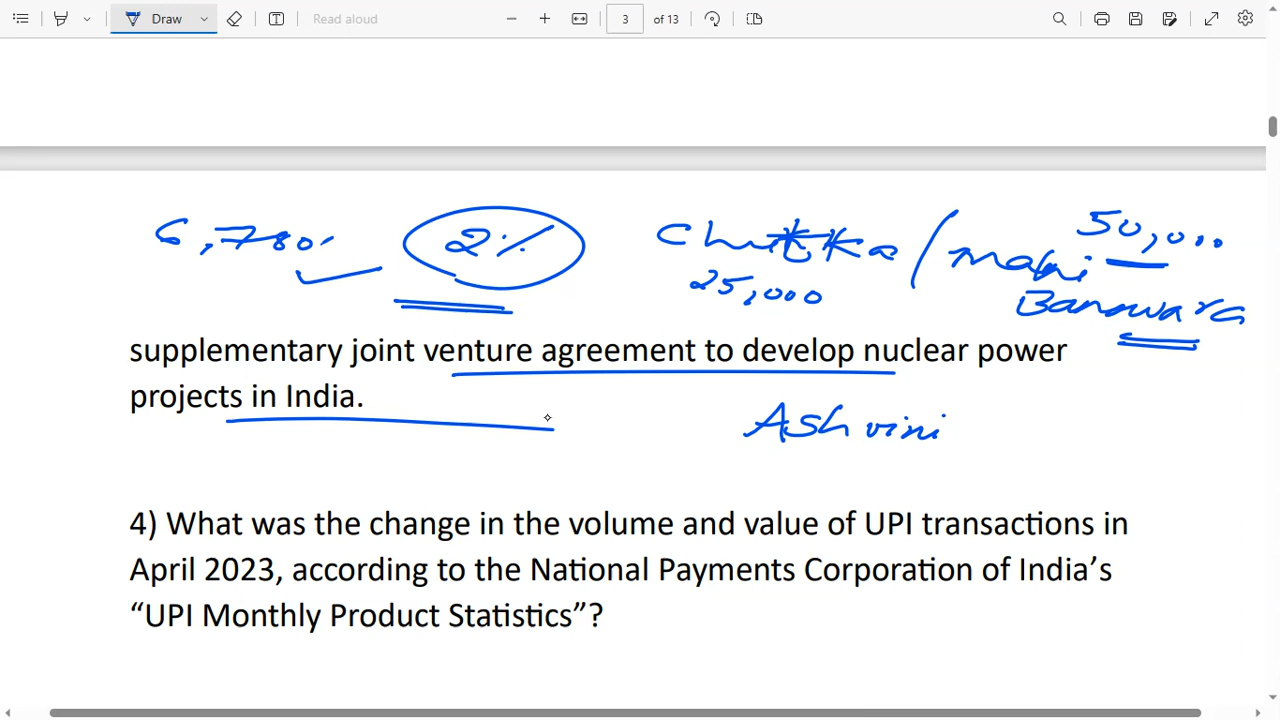 Draw
Read aloud
3 of 13
6,780
2%
Chutka / Mahi
50,000
25,000
Banswara
supplementary joint venture agreement to develop nuclear power
projects in India.
Ashvini
4) What was the change in the volume and value of UPI transactions in
April 2023, according to the National Payments Corporation of India’s
“UPI Monthly Product Statistics”?